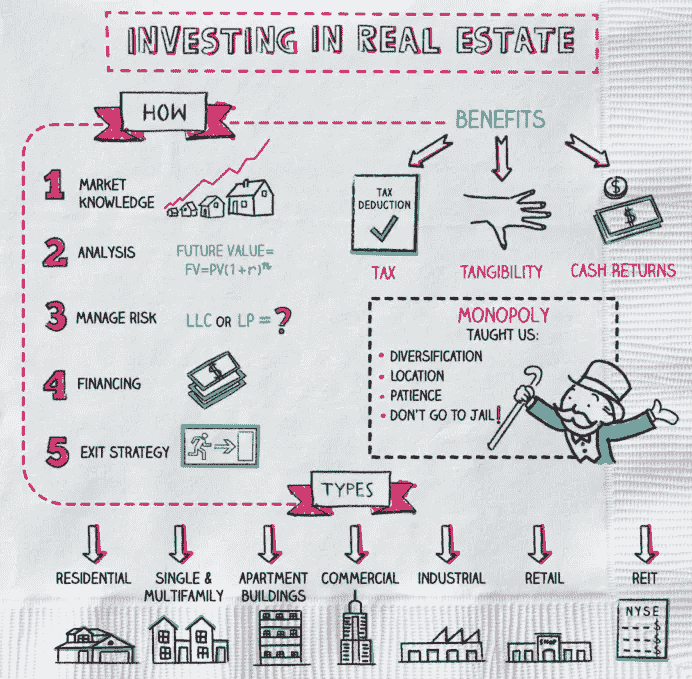 INVESTING IN REAL ESTATE
HOW
1 MARKET
KNOWLEDGE
2 ANALYSIS
FUTURE VALUE=
FV=PV(1+r)ⁿ
3 MANAGE RISK
LLC OR LP = ?
4 FINANCING
$
5 EXIT STRATEGY
BENEFITS
TAX
DEDUCTION
TAX
TANGIBILITY
$
$
CASH RETURNS
MONOPOLY
TAUGHT US:
• DIVERSIFICATION
• LOCATION
• PATIENCE
• DON'T GO TO JAIL!
TYPES
RESIDENTIAL
SINGLE &
MULTIFAMILY
APARTMENT
BUILDINGS
COMMERCIAL
INDUSTRIAL
RETAIL
SHOP
REIT
NYSE
$
$
$